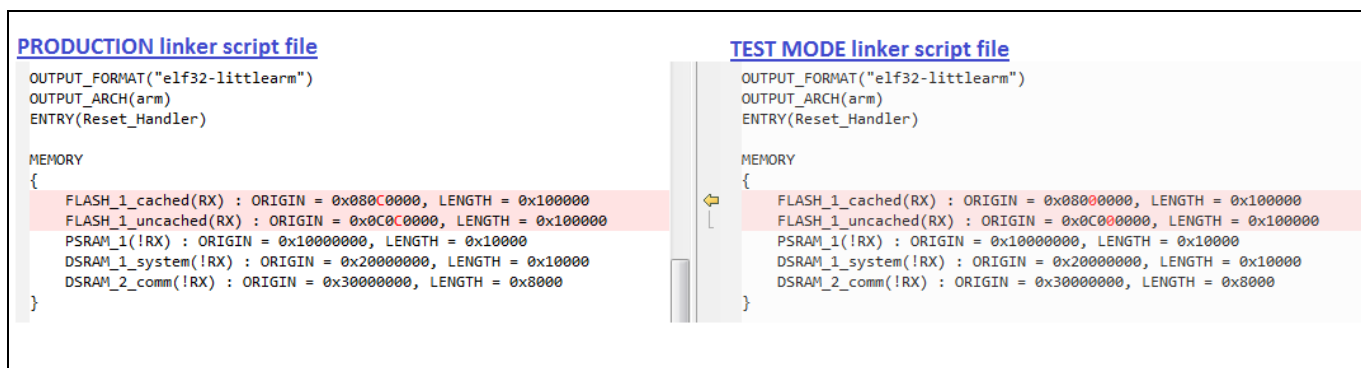 PRODUCTION linker script file
OUTPUT_FORMAT("elf32-littlearm")
OUTPUT_ARCH(arm)
ENTRY(Reset_Handler)
MEMORY
{
FLASH_1_cached(RX) : ORIGIN = 0x080C0000, LENGTH = 0x100000
FLASH_1_uncached(RX) : ORIGIN = 0x0C0C0000, LENGTH = 0x100000
PSRAM_1(!RX) : ORIGIN = 0x10000000, LENGTH = 0x10000
DSRAM_1_system(!RX) : ORIGIN = 0x20000000, LENGTH = 0x10000
DSRAM_2_comm(!RX) : ORIGIN = 0x30000000, LENGTH = 0x8000
}
TEST MODE linker script file
OUTPUT_FORMAT("elf32-littlearm")
OUTPUT_ARCH(arm)
ENTRY(Reset_Handler)
MEMORY
{
FLASH_1_cached(RX) : ORIGIN = 0x08000000, LENGTH = 0x100000
FLASH_1_uncached(RX) : ORIGIN = 0x0C000000, LENGTH = 0x100000
PSRAM_1(!RX) : ORIGIN = 0x10000000, LENGTH = 0x10000
DSRAM_1_system(!RX) : ORIGIN = 0x20000000, LENGTH = 0x10000
DSRAM_2_comm(!RX) : ORIGIN = 0x30000000, LENGTH = 0x8000
}